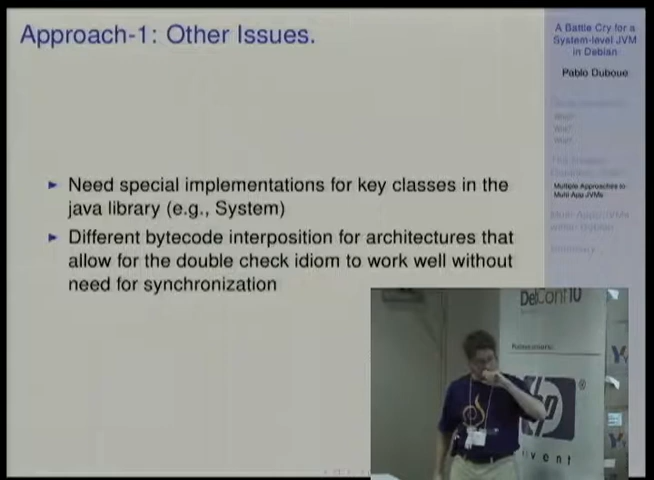 Approach-1: Other Issues.
A Battle Cry for a
System-level JVM
in Debian
Pablo Duboue
Multiple Approaches to
Multi-App JVMs
► Need special implementations for key classes in the
java library (e.g., System)
► Different bytecode interposition for architectures that
allow for the double check idiom to work well without
need for synchronization
DebConf10
hp
®
invent